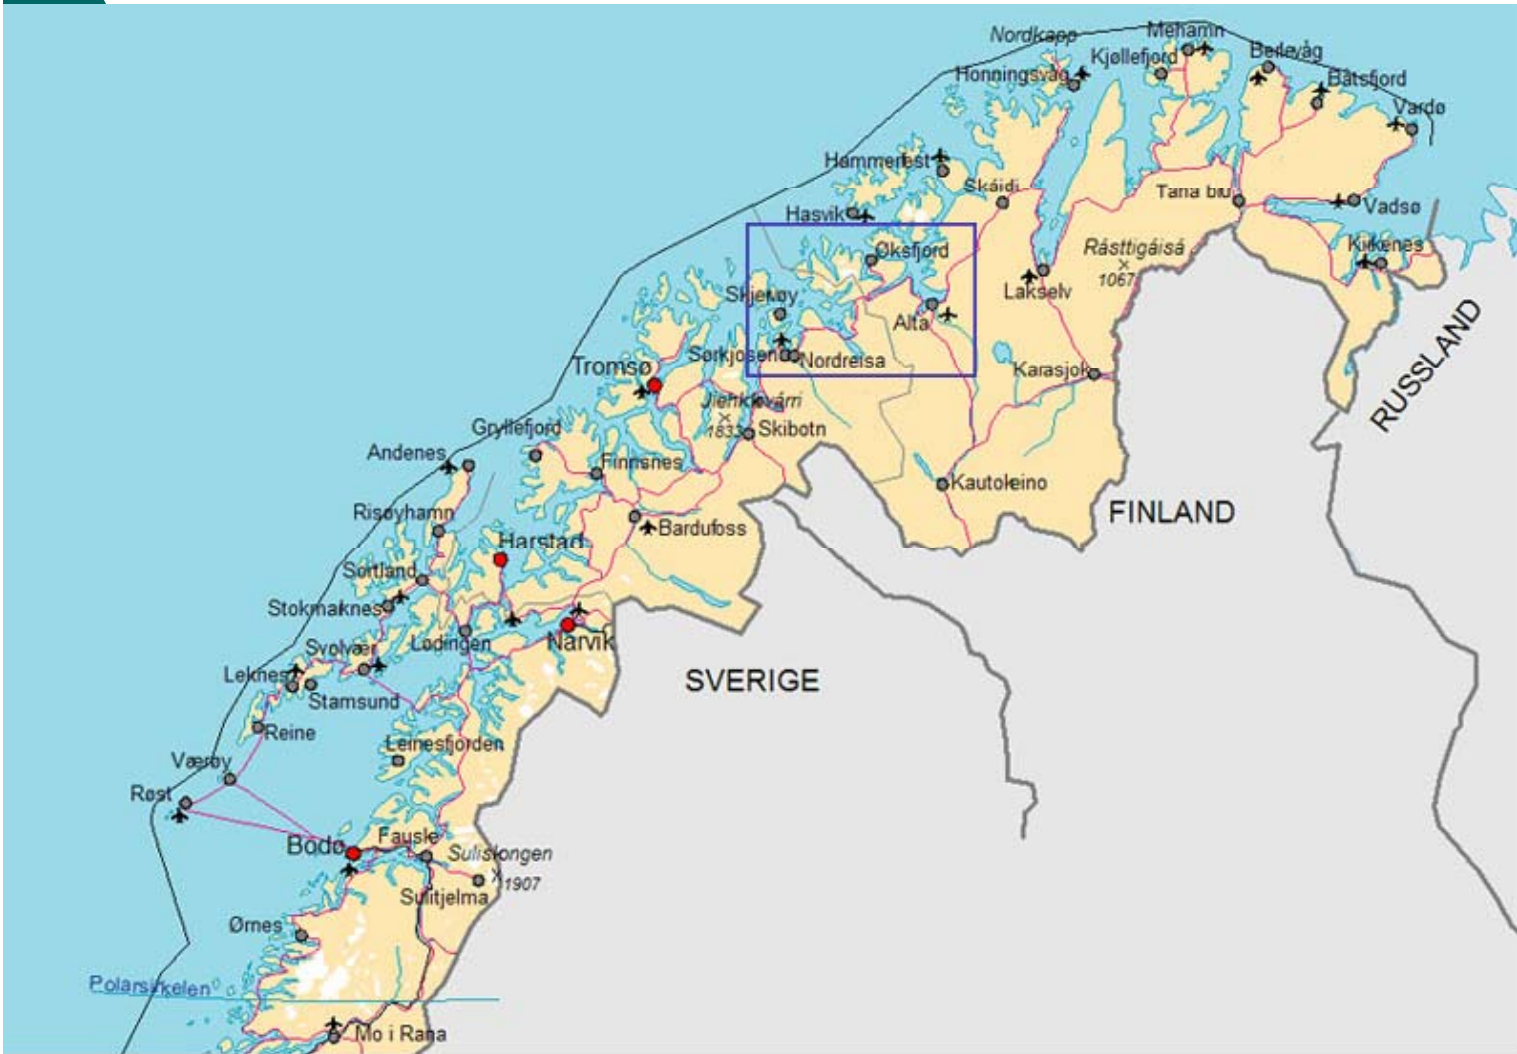 Nordkapp
Mehamn
Kjøllefjord
Berlevåg
Honningsvåg
Båtsfjord
Vardø
Hammerfest
Skáidi
Tana bru
Hasvik
Vadsø
Øksfjord
Rásttigáisá
1067
Kirkenes
Lakselv
Skjervøy
Alta
RUSSLAND
Sørkjosen
Nordreisa
Karasjok
Tromsø
Jiehkkevárri
1833
Skibotn
Gryllefjord
Andenes
Finnsnes
Kautokeino
FINLAND
Risøyhamn
Bardufoss
Harstad
Sortland
Stokmarknes
Lødingen
Narvik
Svolvær
Leknes
SVERIGE
Stamsund
Reine
Leinesfjorden
Værøy
Røst
Bodø
Fauske
Suliskongen
1907
Sulitjelma
Ørnes
Polarsirkelen
Mo i Rana